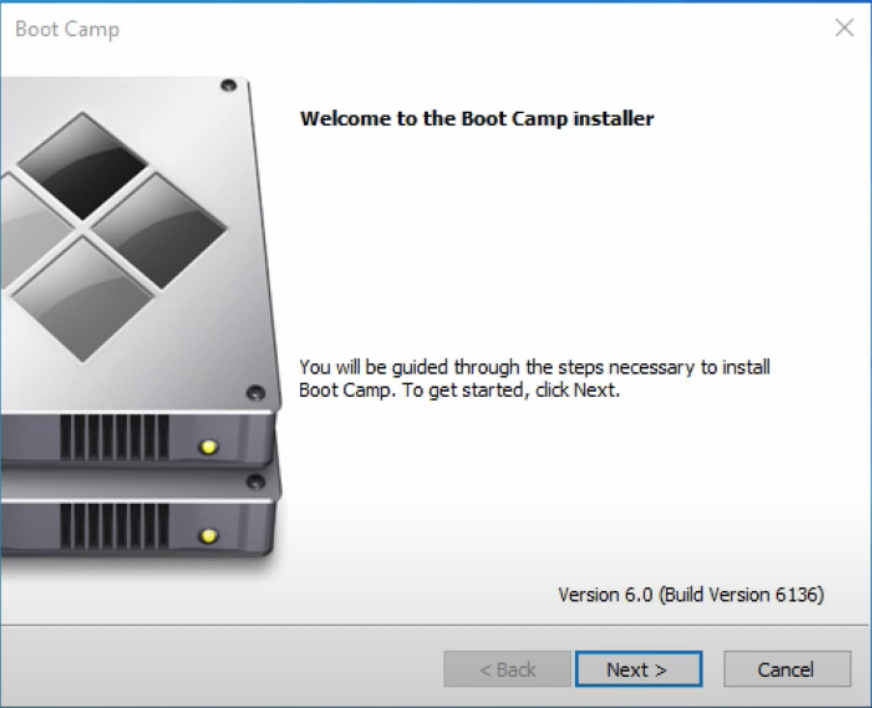 Boot Camp
Welcome to the Boot Camp installer
You will be guided through the steps necessary to install
Boot Camp. To get started, click Next.
Version 6.0 (Build Version 6136)
< Back
Next >
Cancel